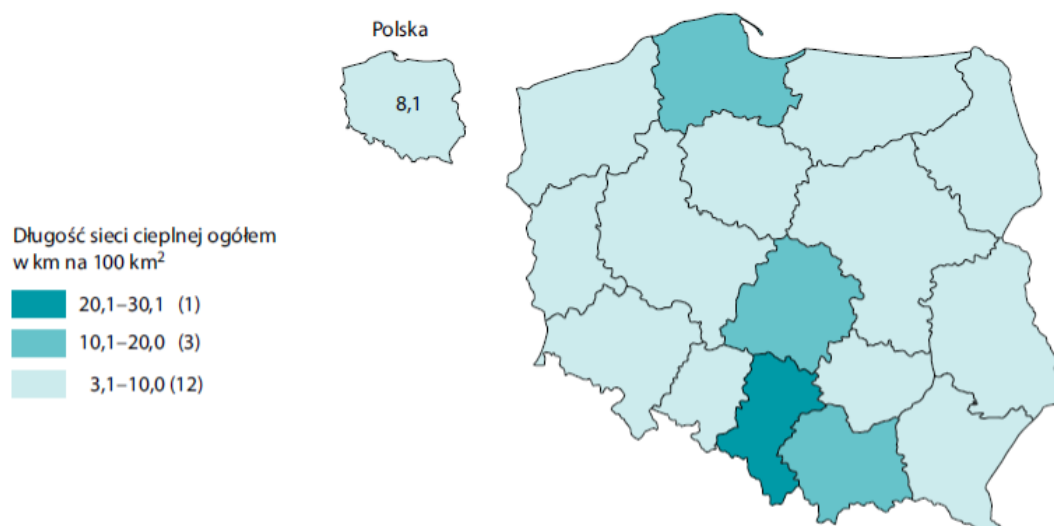 Polska
8,1
Długość sieci cieplnej ogółem
w km na 100 km²
20,1–30,1 (1)
10,1–20,0 (3)
3,1–10,0 (12)